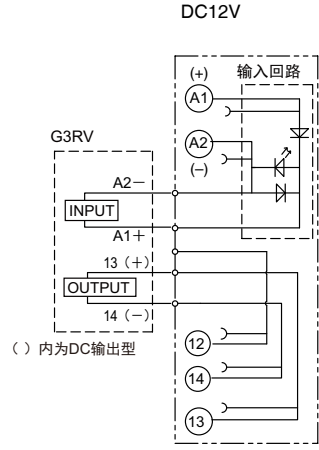 DC12V
(+)
输入回路
A1
A2
(−)
G3RV
A2−
INPUT
A1+
13（+）
OUTPUT
14（−）
（ ）内为DC输出型
12
14
13